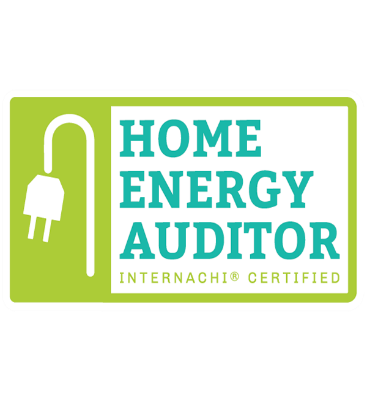 HOME
ENERGY
AUDITOR
INTERNACHI® CERTIFIED